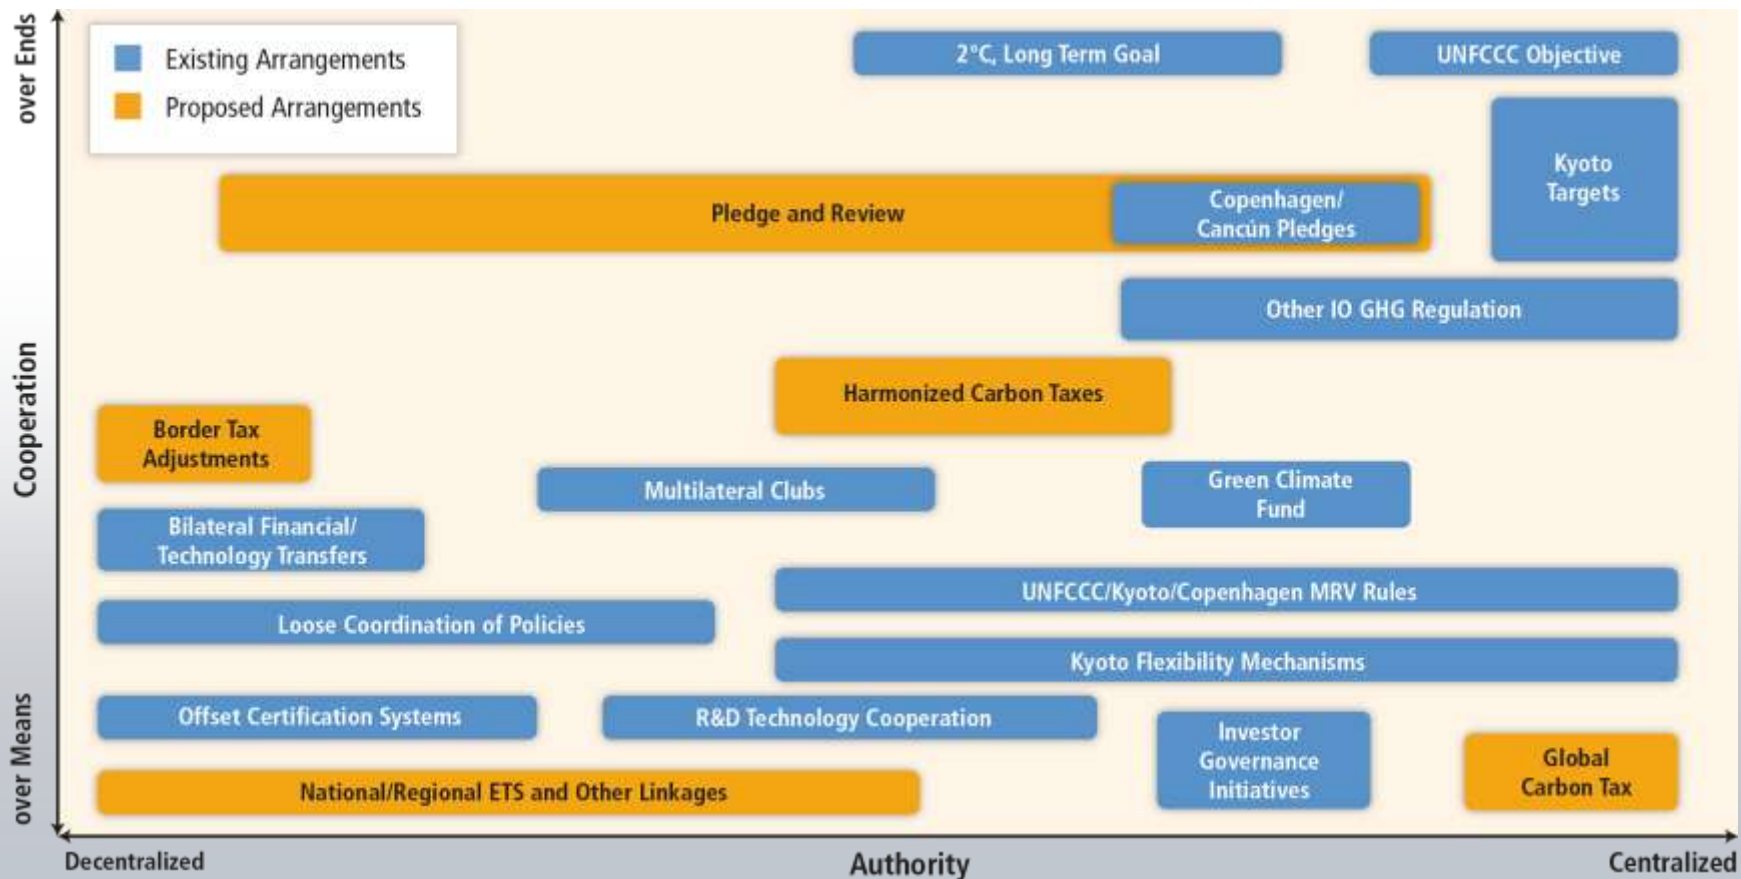 over Ends
Cooperation
over Means
Existing Arrangements
Proposed Arrangements
2°C, Long Term Goal
UNFCCC Objective
Kyoto
Targets
Pledge and Review
Copenhagen/
Cancún Pledges
Other IO GHG Regulation
Harmonized Carbon Taxes
Border Tax
Adjustments
Multilateral Clubs
Green Climate
Fund
Bilateral Financial/
Technology Transfers
UNFCCC/Kyoto/Copenhagen MRV Rules
Loose Coordination of Policies
Kyoto Flexibility Mechanisms
Offset Certification Systems
R&D Technology Cooperation
Investor
Governance
Initiatives
Global
Carbon Tax
National/Regional ETS and Other Linkages
Decentralized
Authority
Centralized